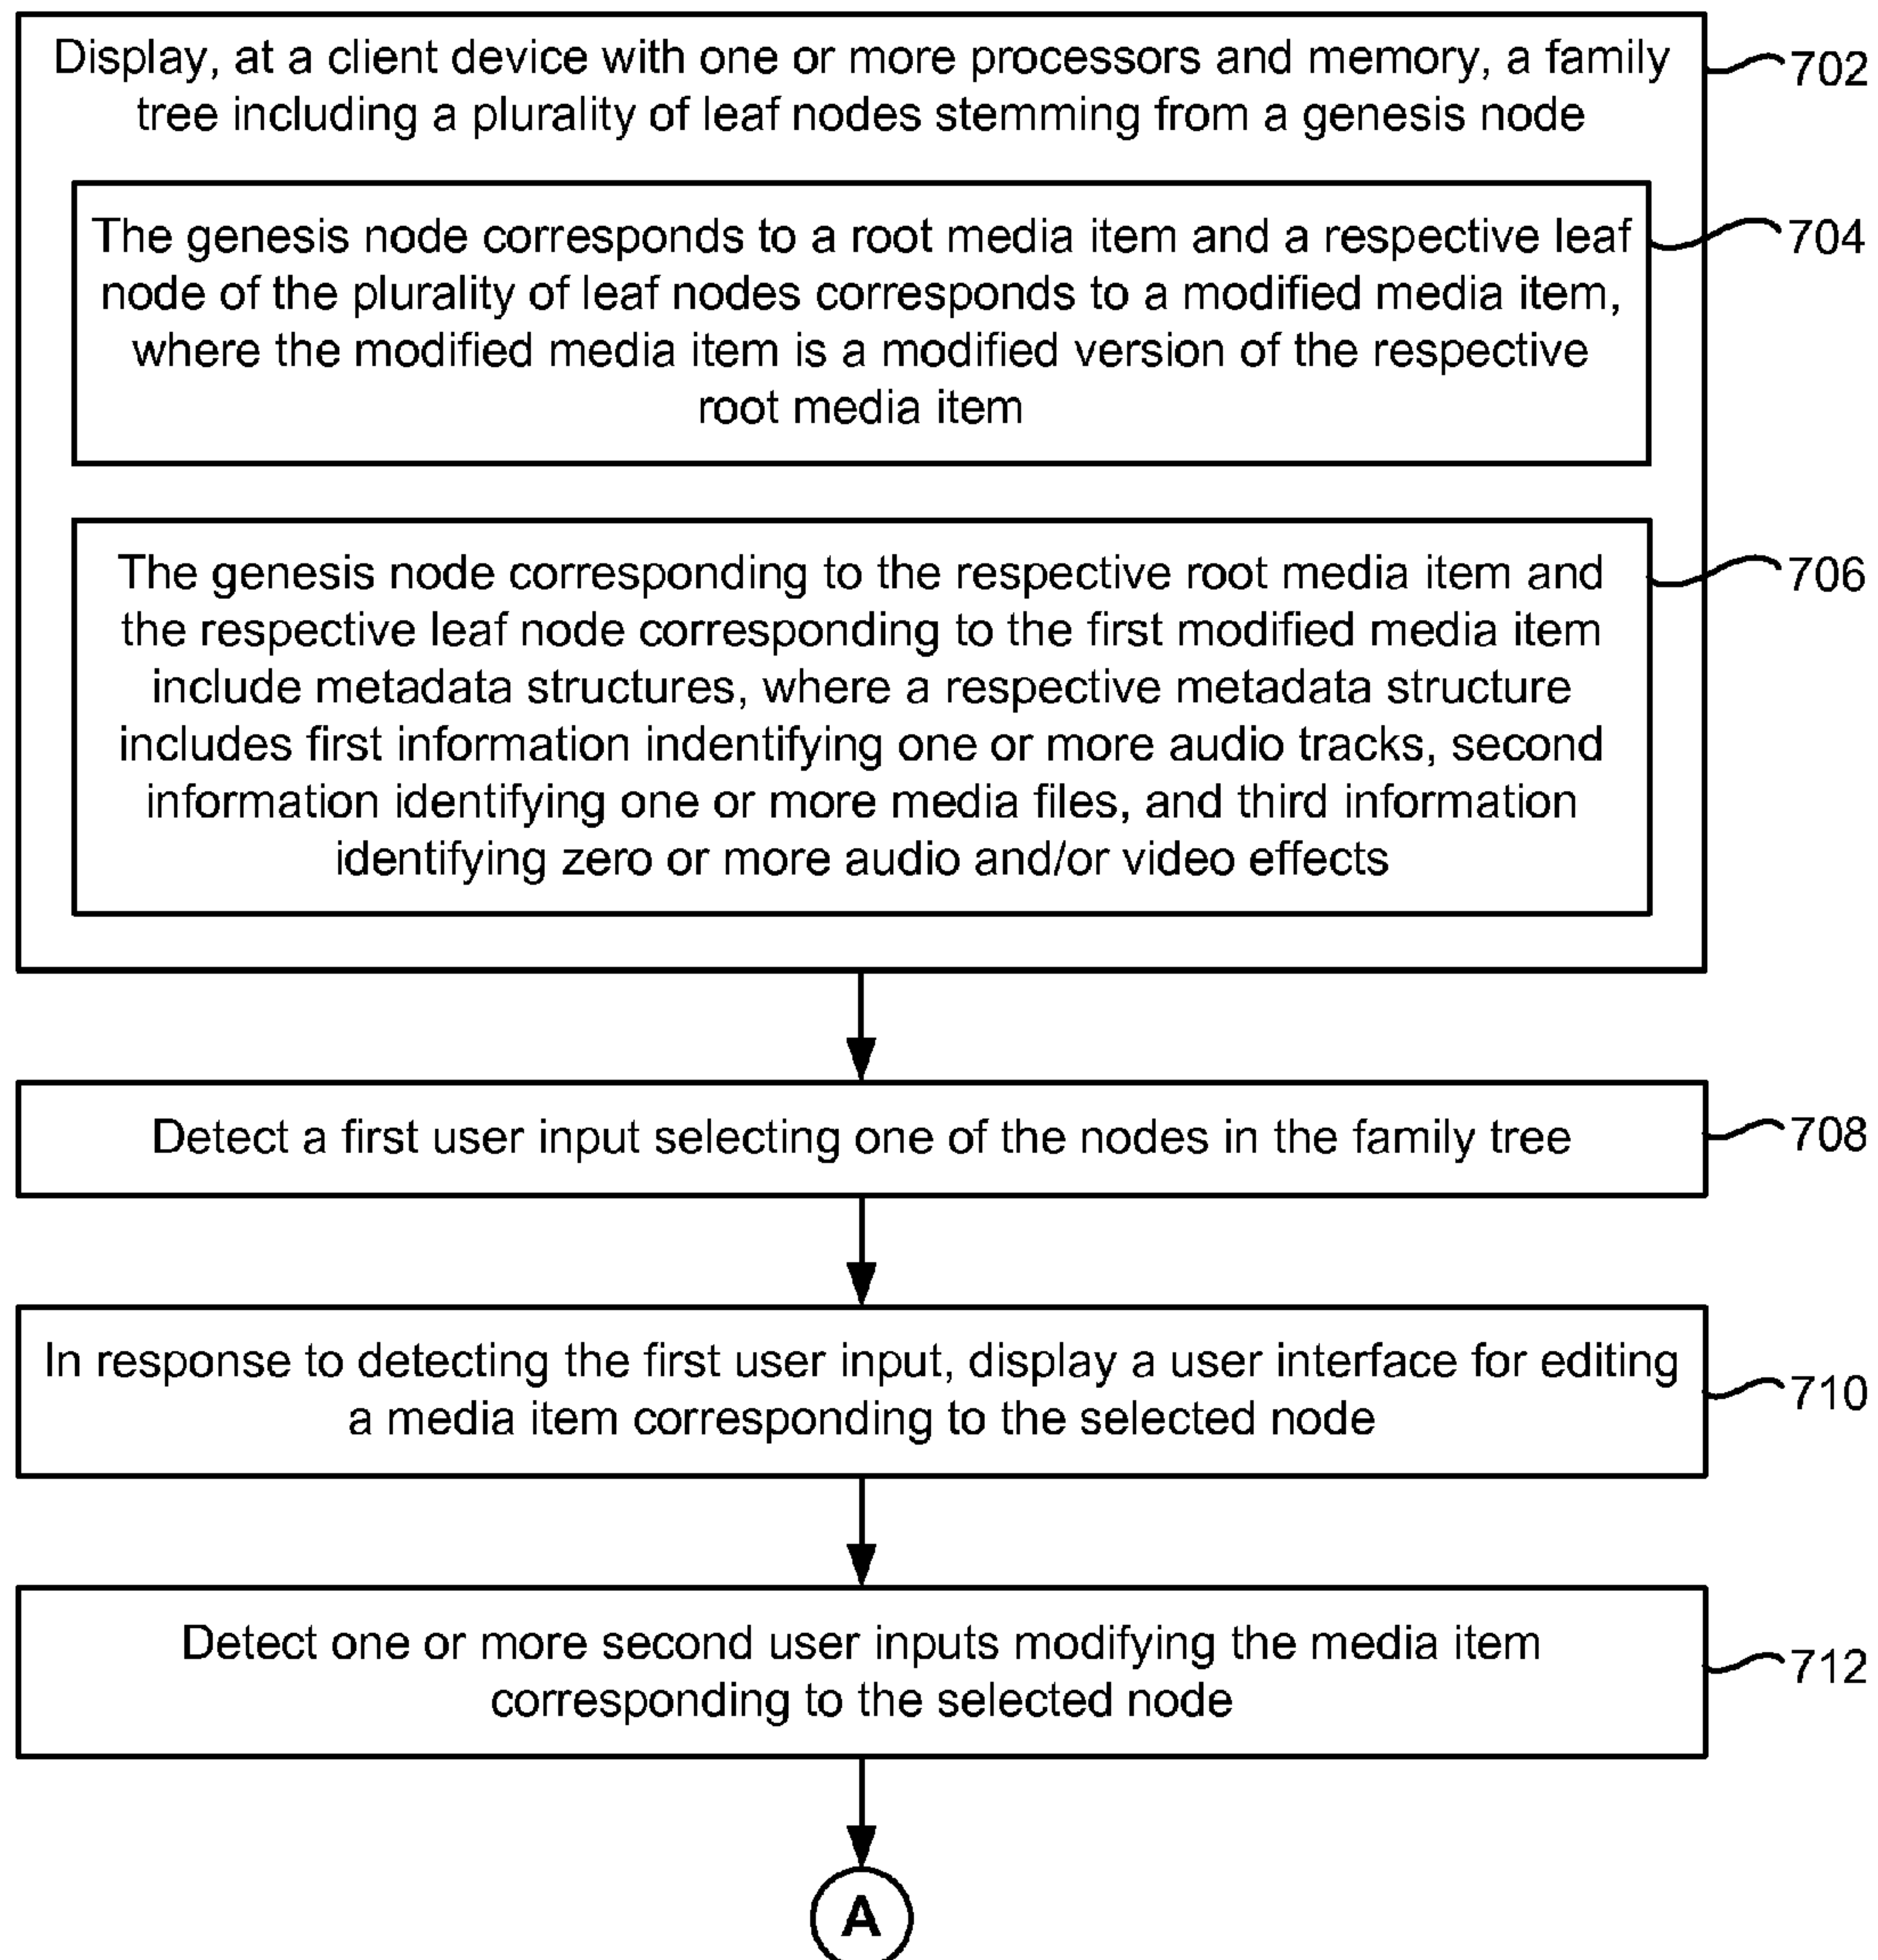 Display, at a client device with one or more processors and memory, a family
tree including a plurality of leaf nodes stemming from a genesis node
702
The genesis node corresponds to a root media item and a respective leaf
node of the plurality of leaf nodes corresponds to a modified media item,
where the modified media item is a modified version of the respective
root media item
704
The genesis node corresponding to the respective root media item and
the respective leaf node corresponding to the first modified media item
include metadata structures, where a respective metadata structure
includes first information indentifying one or more audio tracks, second
information identifying one or more media files, and third information
identifying zero or more audio and/or video effects
706
Detect a first user input selecting one of the nodes in the family tree
708
In response to detecting the first user input, display a user interface for editing
a media item corresponding to the selected node
710
Detect one or more second user inputs modifying the media item
corresponding to the selected node
712
A